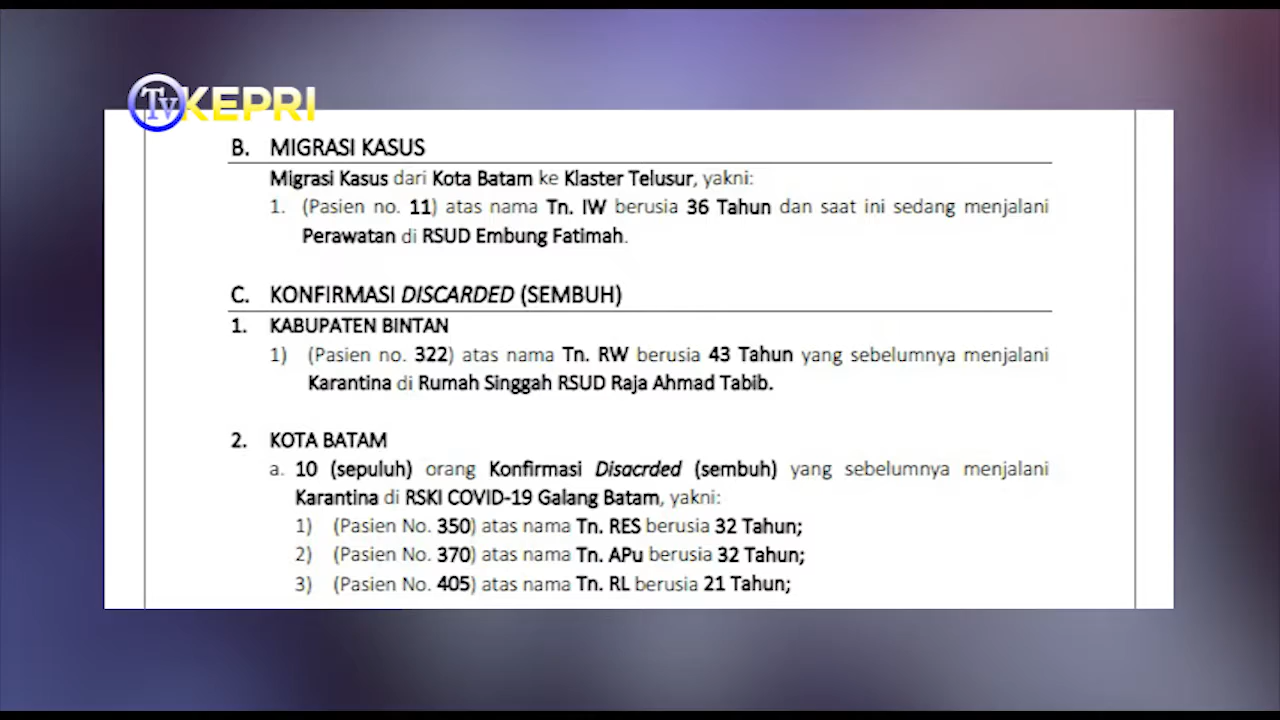 Tv KEPRI
B. MIGRASI KASUS
Migrasi Kasus dari Kota Batam ke Klaster Telusur, yakni:
1. (Pasien no. 11) atas nama Tn. IW berusia 36 Tahun dan saat ini sedang menjalani
Perawatan di RSUD Embung Fatimah.
C. KONFIRMASI DISCARDED (SEMBUH)
1. KABUPATEN BINTAN
1) (Pasien no. 322) atas nama Tn. RW berusia 43 Tahun yang sebelumnya menjalani
Karantina di Rumah Singgah RSUD Raja Ahmad Tabib.
2. KOTA BATAM
a. 10 (sepuluh) orang Konfirmasi Disacrded (sembuh) yang sebelumnya menjalani
Karantina di RSKI COVID-19 Galang Batam, yakni:
1) (Pasien No. 350) atas nama Tn. RES berusia 32 Tahun;
2) (Pasien No. 370) atas nama Tn. APu berusia 32 Tahun;
3) (Pasien No. 405) atas nama Tn. RL berusia 21 Tahun;